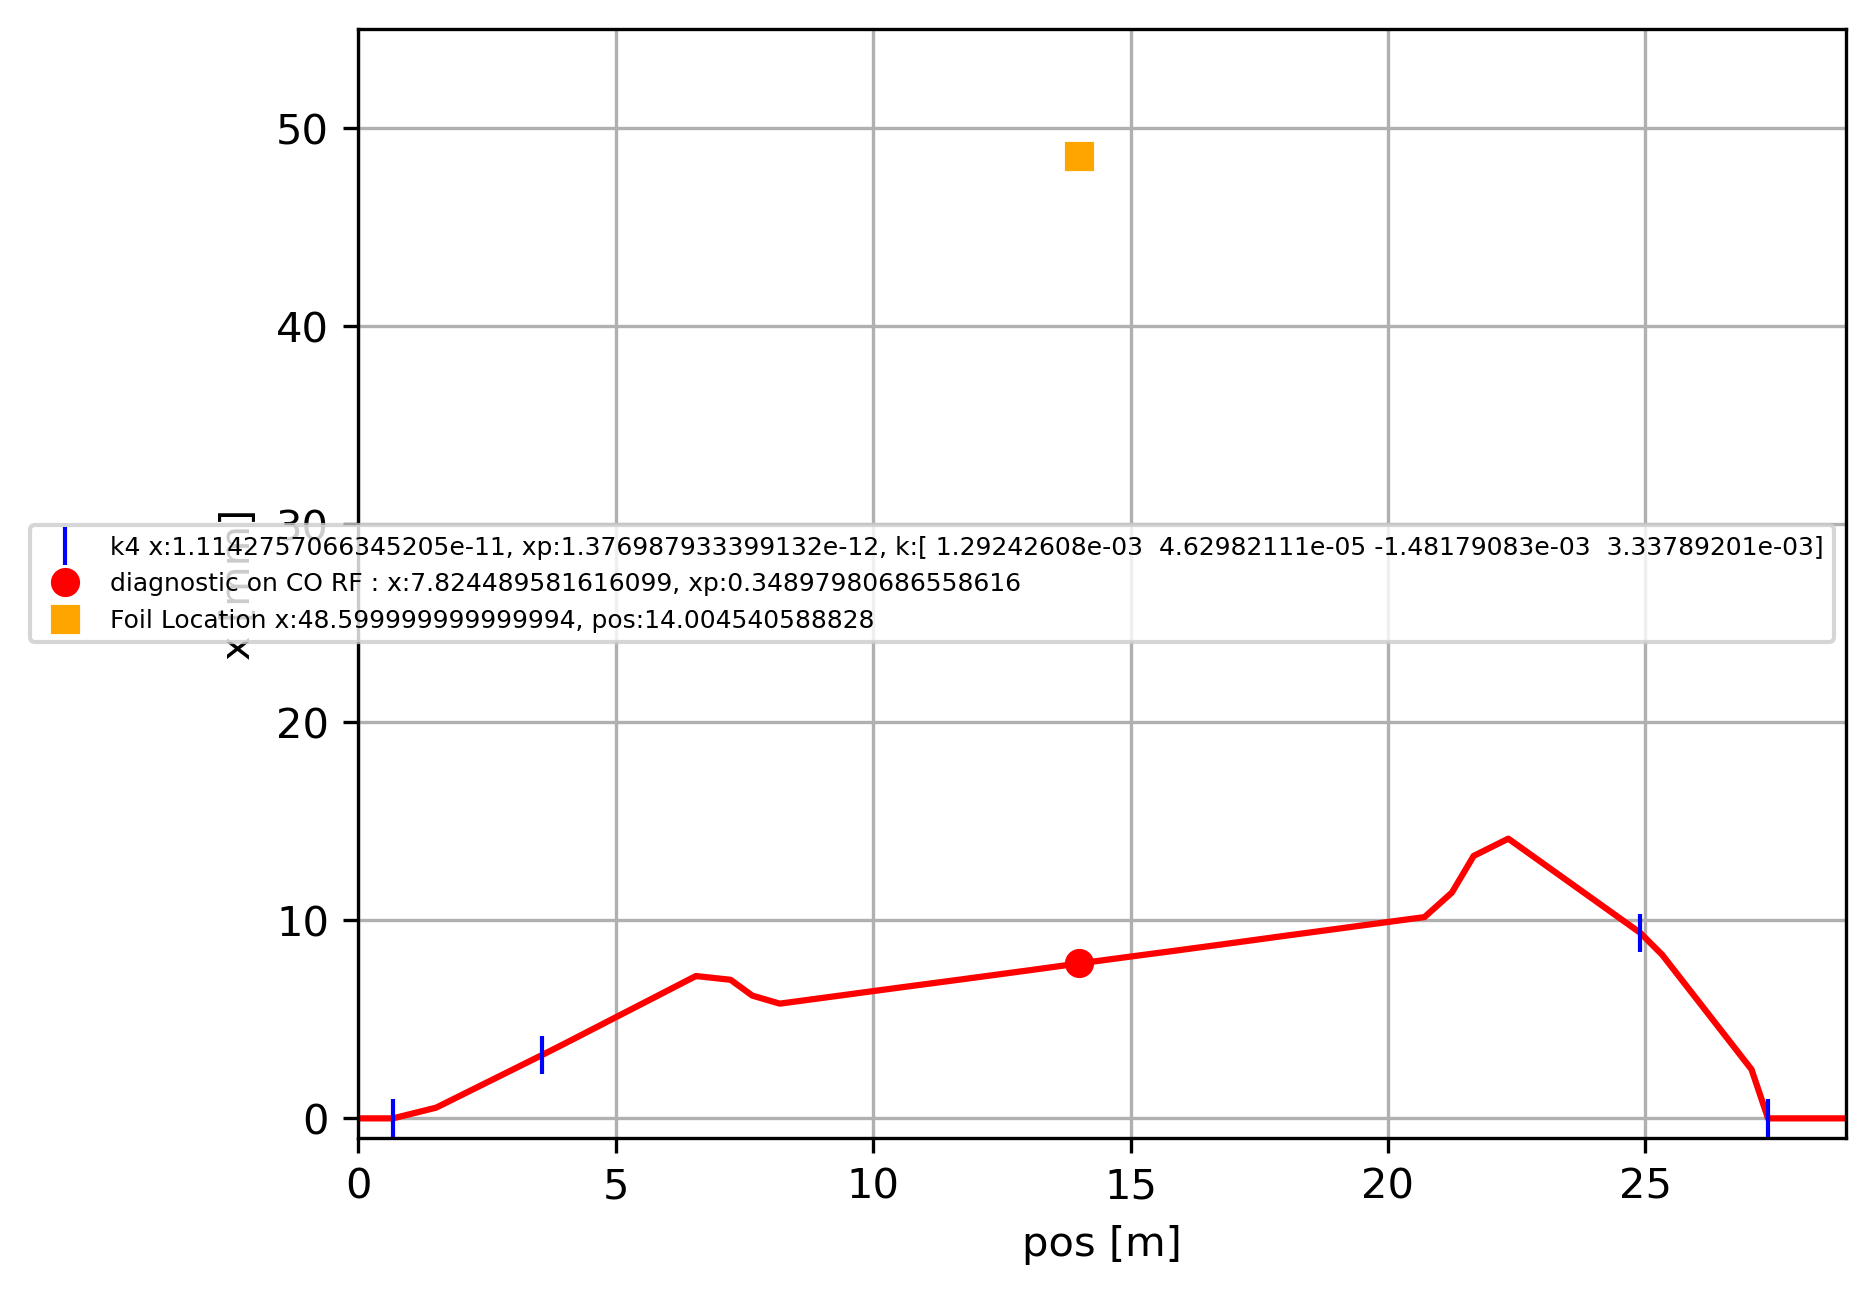 50
40
30
x [mm]
k4 x:1.1142757066345205e-11, xp:1.376987933399132e-12, k:[ 1.29242608e-03  4.62982111e-05 -1.48179083e-03  3.33789201e-03]
diagnostic on CO RF : x:7.824489581616099, xp:0.34897980686558616
Foil Location x:48.599999999999994, pos:14.004540588828
20
10
0
0 5 10 15 20 25
pos [m]